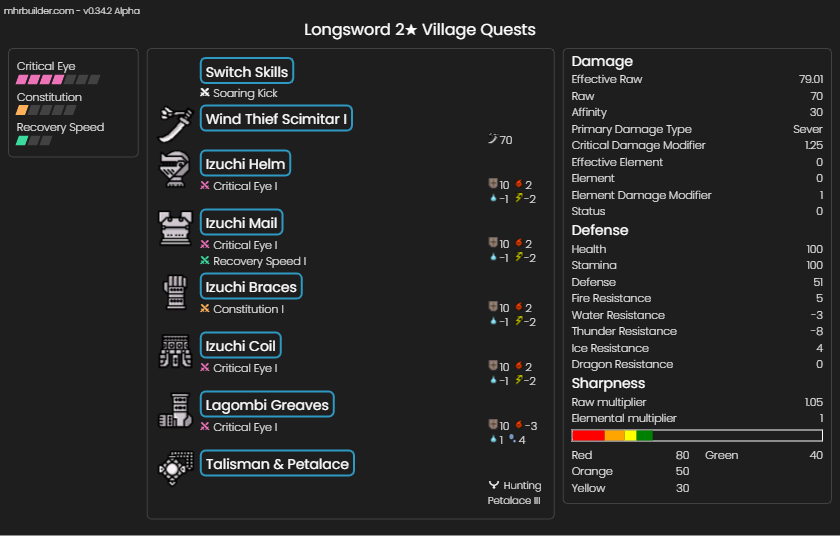 mhrbuilder.com - v0.34.2 Alpha
Longsword 2★ Village Quests
Critical Eye
Constitution
Recovery Speed
Switch Skills
Soaring Kick
Wind Thief Scimitar I
70
Izuchi Helm
Critical Eye I
10 2
-1 -2
Izuchi Mail
Critical Eye I
Recovery Speed I
10 2
-1 -2
Izuchi Braces
Constitution I
10 2
-1 -2
Izuchi Coil
Critical Eye I
10 2
-1 -2
Lagombi Greaves
Critical Eye I
10 -3
1 4
Talisman & Petalace
Hunting
Petalace III
Damage
Effective Raw 79.01
Raw 70
Affinity 30
Primary Damage Type Sever
Critical Damage Modifier 1.25
Effective Element 0
Element 0
Element Damage Modifier 1
Status 0
Defense
Health 100
Stamina 100
Defense 51
Fire Resistance 5
Water Resistance -3
Thunder Resistance -8
Ice Resistance 4
Dragon Resistance 0
Sharpness
Raw multiplier 1.05
Elemental multiplier 1
Red 80 Green 40
Orange 50
Yellow 30